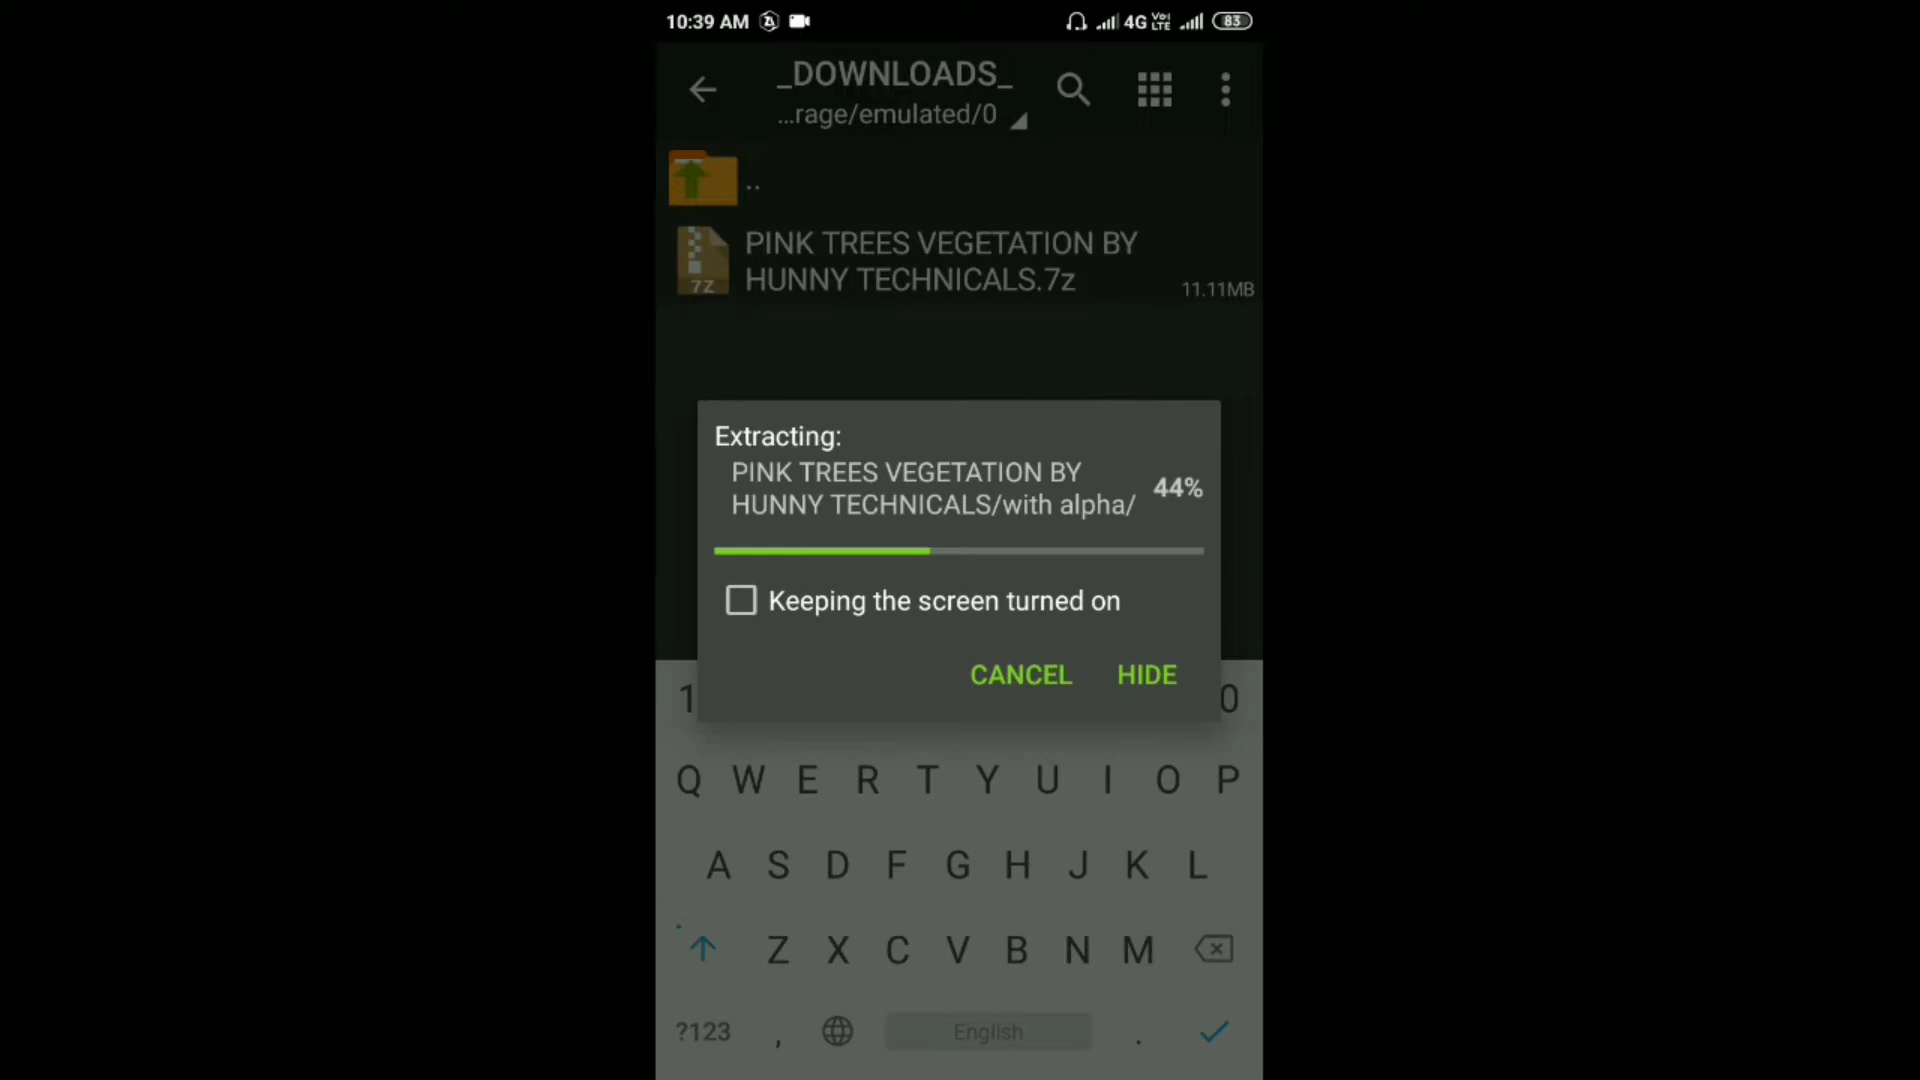 10:39 AM 4G Vo) LTE 83
_DOWNLOADS_
...rage/emulated/0
..
PINK TREES VEGETATION BY
HUNNY TECHNICALS.7z
7Z
11.11MB
Extracting:
PINK TREES VEGETATION BY
HUNNY TECHNICALS/with alpha/
44%
Keeping the screen turned on
CANCEL HIDE
1 0
Q W E R T Y U I O P
A S D F G H J K L
Z X C V B N M
?123 , English .